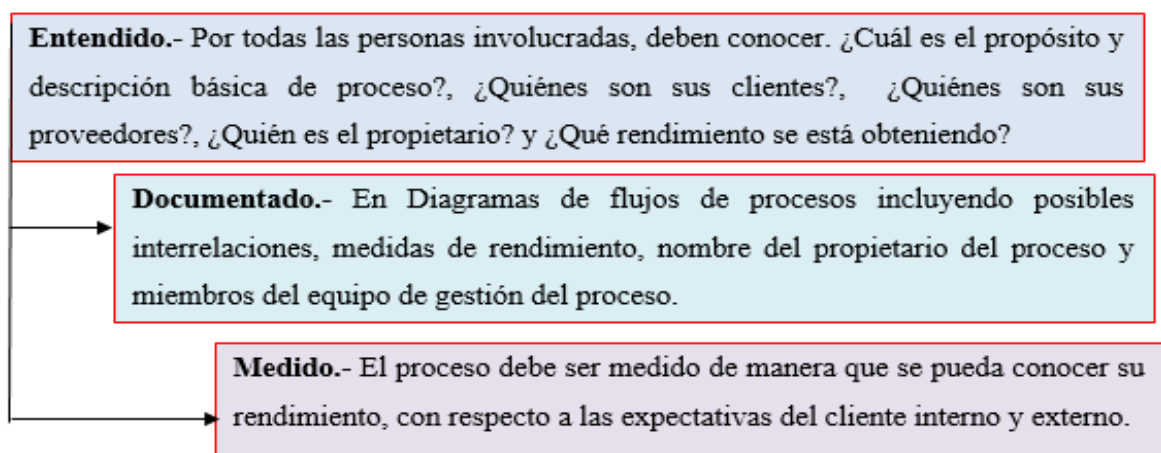 Entendido.- Por todas las personas involucradas, deben conocer. ¿Cuál es el propósito y
descripción básica de proceso?, ¿Quiénes son sus clientes?, ¿Quiénes son sus
proveedores?, ¿Quién es el propietario? y ¿Qué rendimiento se está obteniendo?
Documentado.- En Diagramas de flujos de procesos incluyendo posibles
interrelaciones, medidas de rendimiento, nombre del propietario del proceso y
miembros del equipo de gestión del proceso.
Medido.- El proceso debe ser medido de manera que se pueda conocer su
rendimiento, con respecto a las expectativas del cliente interno y externo.